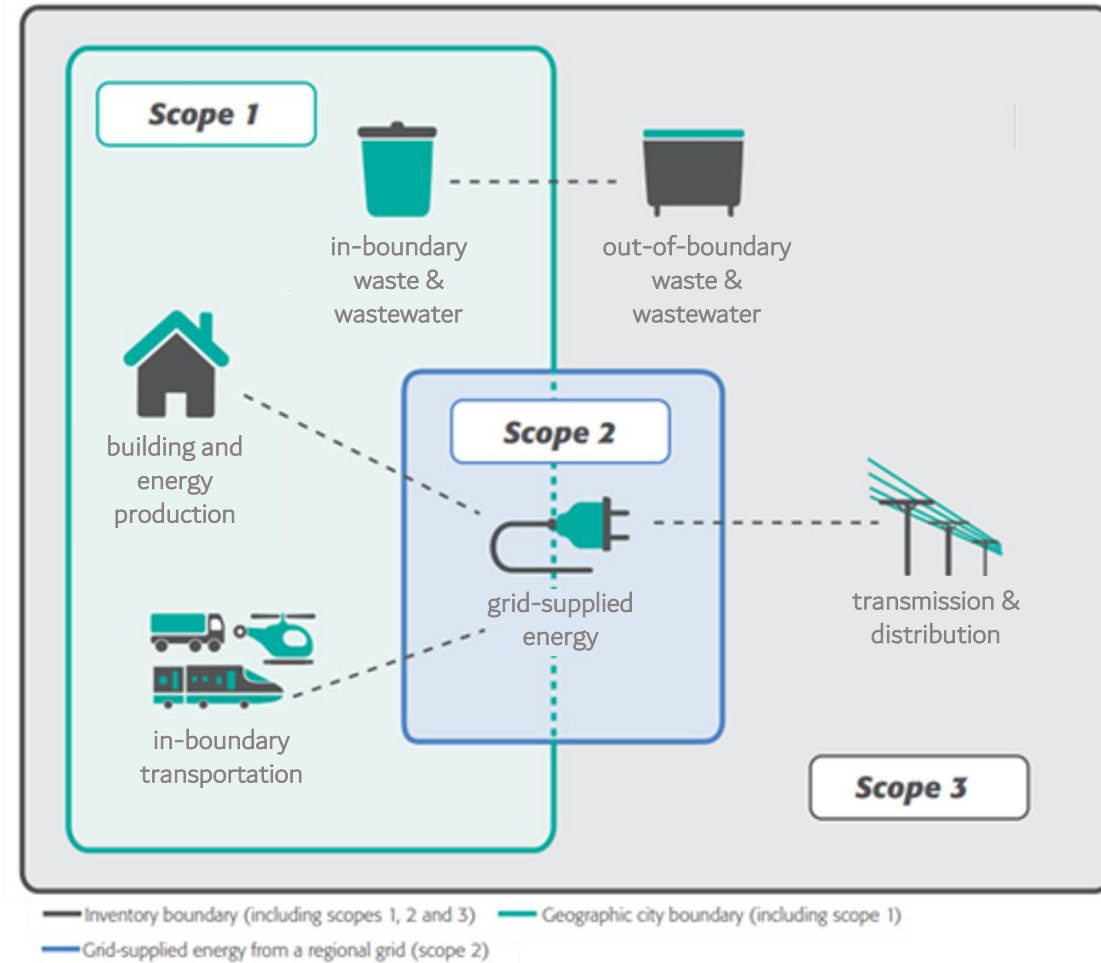 Scope 1
in-boundary
waste &
wastewater
out-of-boundary
waste &
wastewater
building and
energy
production
Scope 2
grid-supplied
energy
transmission &
distribution
in-boundary
transportation
Scope 3
Inventory boundary (including scopes 1, 2 and 3)
Geographic city boundary (including scope 1)
Grid-supplied energy from a regional grid (scope 2)